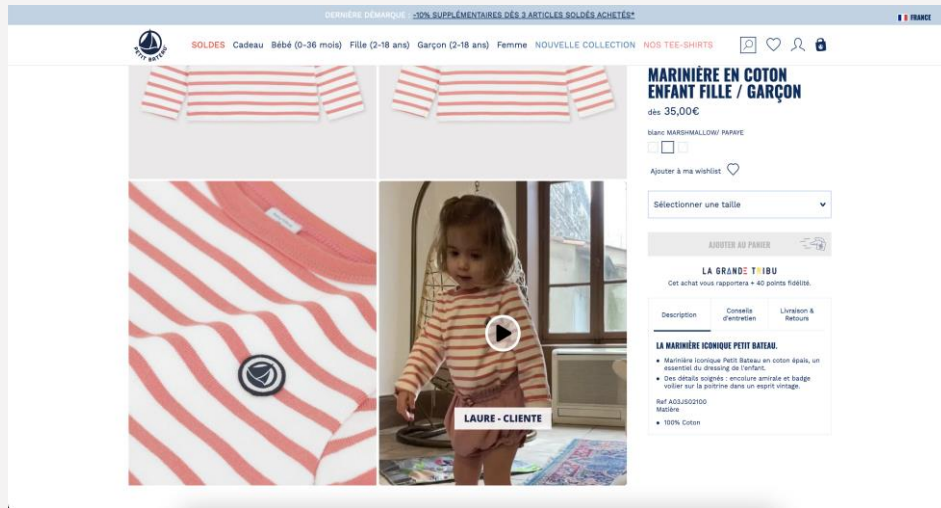 DERNIÈRE DÉMARQUE : -10% SUPPLÉMENTAIRES DÈS 3 ARTICLES SOLDÉS ACHETÉS*
FRANCE
PETIT BATEAU
SOLDES Cadeau Bébé (0-36 mois) Fille (2-18 ans) Garçon (2-18 ans) Femme NOUVELLE COLLECTION NOS TEE-SHIRTS
MARINIÈRE EN COTON
ENFANT FILLE / GARÇON
dès 35,00€
blanc MARSHMALLOW/ PAPAYE
Ajouter à ma wishlist
Sélectionner une taille
AJOUTER AU PANIER
LA GRANDE TRIBU
Cet achat vous rapportera + 40 points fidélité.
Description
Conseils
d'entretien
Livraison &
Retours
LA MARINIÈRE ICONIQUE PETIT BATEAU.
• Marinière iconique Petit Bateau en coton épais, un
essentiel du dressing de l'enfant.
• Des détails soignés : encolure amirale et badge
voilier sur la poitrine dans un esprit vintage.
Ref A03JS02100
Matière
• 100% Coton
LAURE - CLIENTE